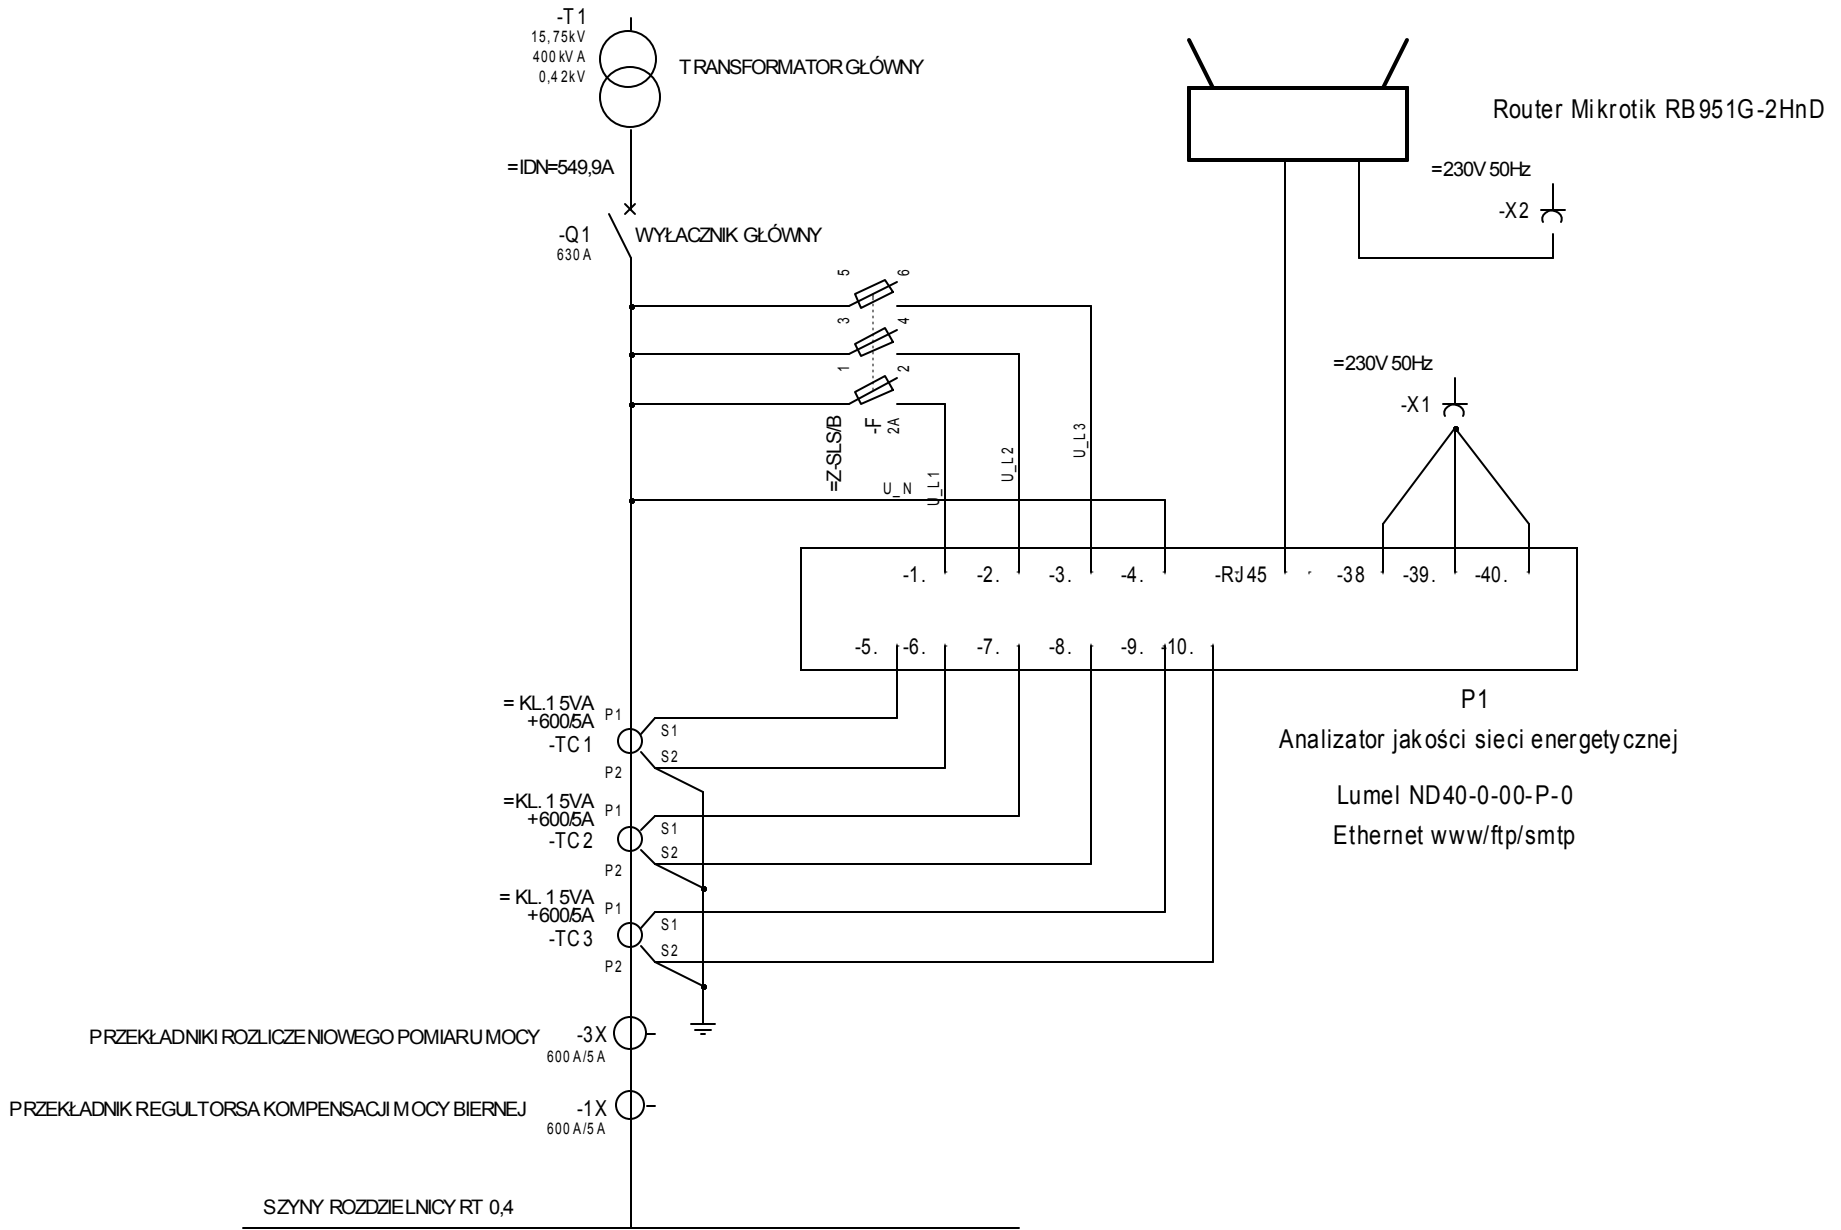 -T1
15,75kV
400kVA
0,42kV
TRANSFORMATOR GŁÓWNY
Router Mikrotik RB951G-2HnD
=IDN=549,9A
=230V 50Hz
-X2
-Q1
630A
WYŁACZNIK GŁÓWNY
5
6
3
4
1
2
=Z-SLS/B
-F
2A
U_L1
U_L2
U_L3
U_N
=230V 50Hz
-X1
-1. -2. -3. -4. -RJ45 -38 -39. -40.
-5. -6. -7. -8. -9. -10.
P1
Analizator jakości sieci energetycznej
Lumel ND40-0-00-P-0
Ethernet www/ftp/smtp
= KL.1 5VA
+600/5A
-TC1
P1
S1
S2
P2
=KL.1 5VA
+600/5A
-TC2
P1
S1
S2
P2
= KL.1 5VA
+600/5A
-TC3
P1
S1
S2
P2
PRZEKŁADNIKI ROZLICZENIOWEGO POMIARU MOCY
-3X
600A/5A
PRZEKŁADNIK REGULTORSA KOMPENSACJI MOCY BIERNEJ
-1X
600A/5A
SZYNY ROZDZIELNICY RT 0,4